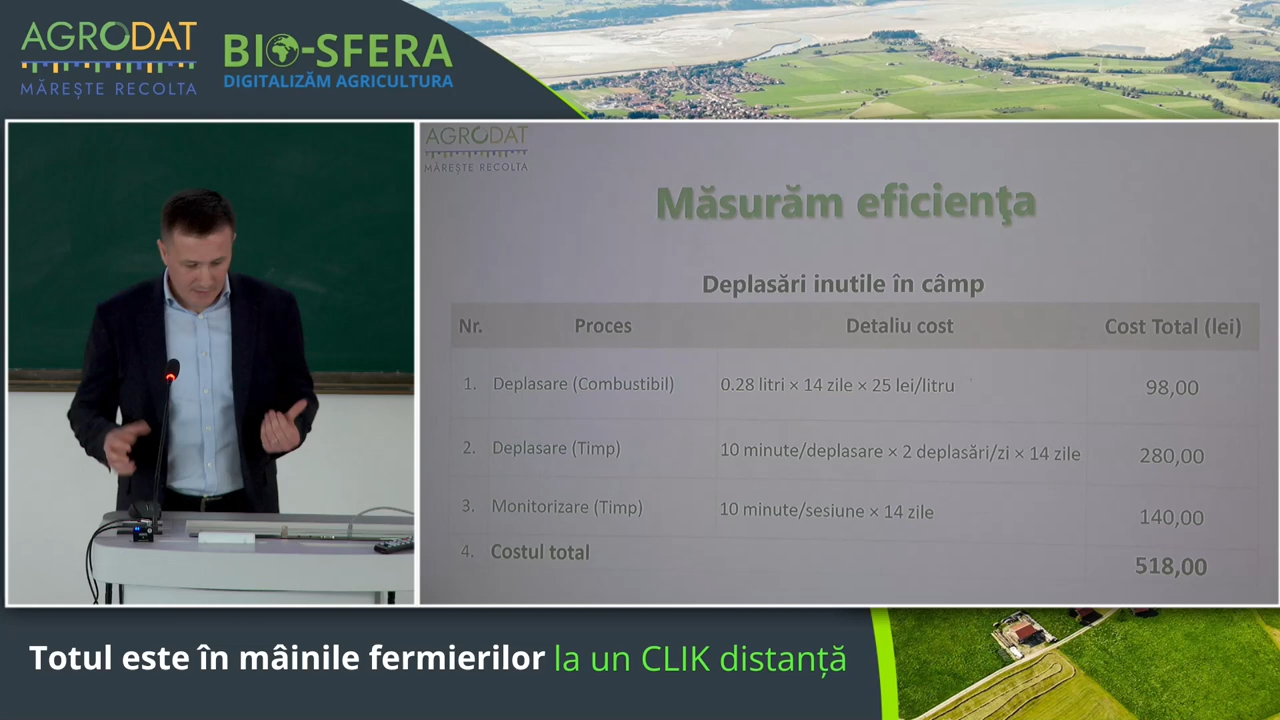 AGRODAT
MĂREȘTE RECOLTA
BIO-SFERA
DIGITALIZĂM AGRICULTURA
AGRODAT
MĂREȘTE RECOLTA
Măsurăm eficienţa
Deplasări inutile în câmp
Nr. Proces Detaliu cost Cost Total (lei)
1. Deplasare (Combustibil) 0.28 litri × 14 zile × 25 lei/litru 98,00
2. Deplasare (Timp) 10 minute/deplasare × 2 deplasări/zi × 14 zile 280,00
3. Monitorizare (Timp) 10 minute/sesiune × 14 zile 140,00
4. Costul total 518,00
Totul este în mâinile fermierilor la un CLIK distanță